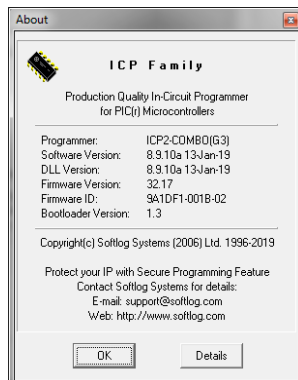 About
ICP Family
Production Quality In-Circuit Programmer
for PIC(r) Microcontrollers
Programmer: ICP2-COMBO(G3)
Software Version: 8.9.10a 13-Jan-19
DLL Version: 8.9.10a 13-Jan-19
Firmware Version: 32.17
Firmware ID: 9A1DF1-001B-02
Bootloader Version: 1.3
Copyright(c) Softlog Systems (2006) Ltd. 1996-2019
Protect your IP with Secure Programming Feature
Contact Softlog Systems for details:
E-mail: support@softlog.com
Web: http://www.softlog.com
OK Details